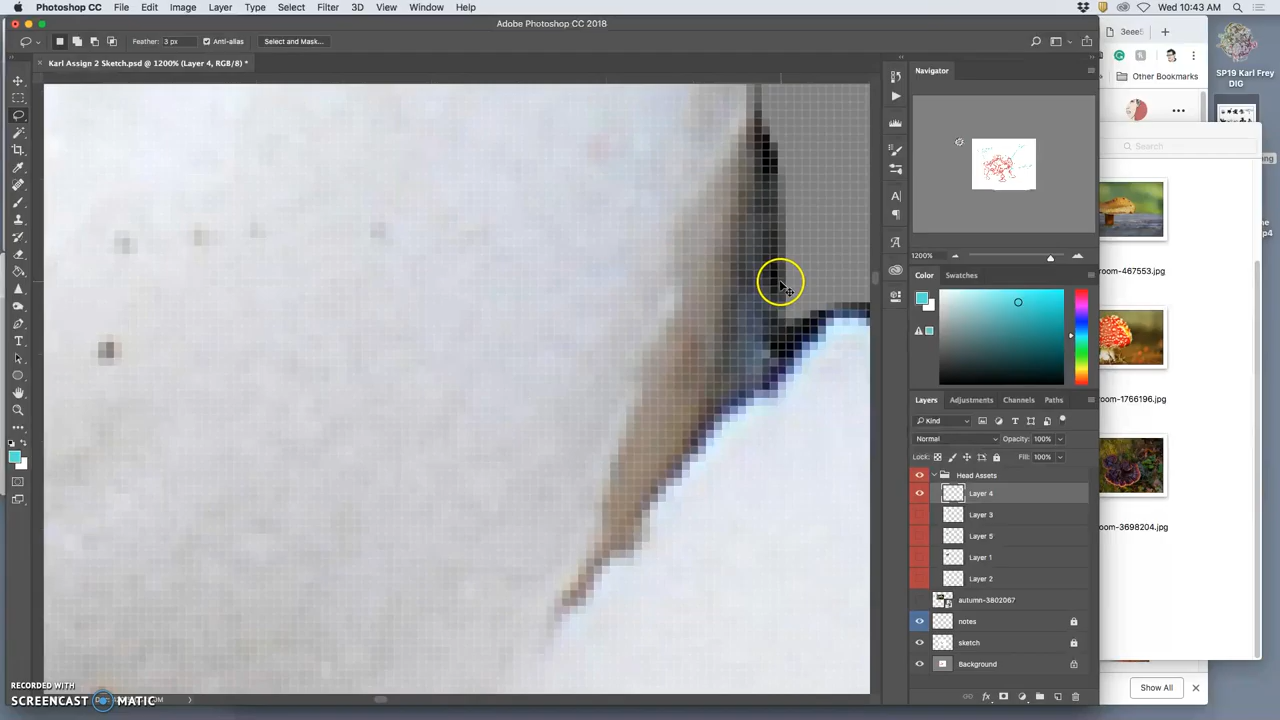 Photoshop CC File Edit Image Layer Type Select Filter 3D View Window Help
Wed 10:43 AM
Adobe Photoshop CC 2018
Feather: 3 px Anti-alias Select and Mask...
3eee5
Karl Assign 2 Sketch.psd @ 1200% (Layer 4, RGB/8) *
Other Bookmarks
SP19 Karl Frey
DIG
Navigator
Search
1200%
Color Swatches
room-467553.jpg
room-1766196.jpg
room-3698204.jpg
Layers Adjustments Channels Paths
Kind
Normal Opacity: 100%
Lock: Fill: 100%
Head Assets
Layer 4
Layer 3
Layer 5
Layer 1
Layer 2
autumn-3802067
notes
sketch
Background
RECORDED WITH
SCREENCAST MATIC
Show All